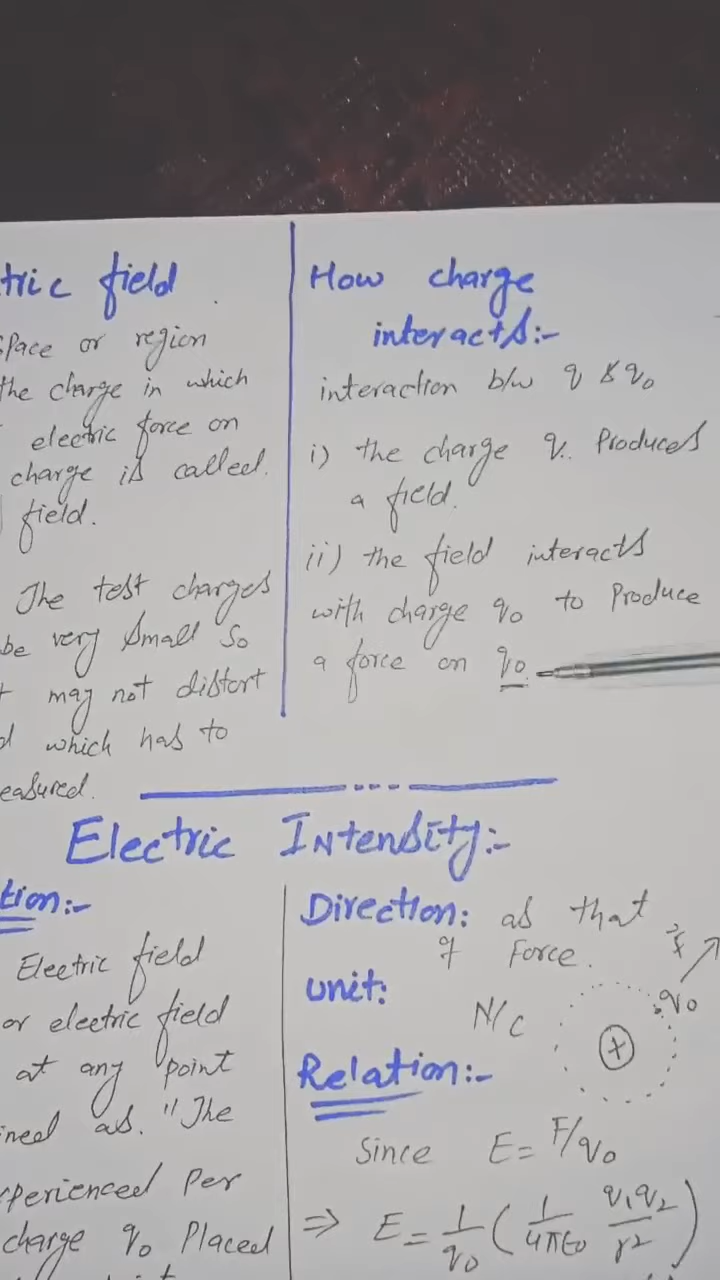 tric field
space or region
the charge in which
electric force on
charge is called
field.
The test charges
be very small so
t may not distort
d which has to
easured.
How charge
interacts:-
interaction b/w q & q₀
i) the charge q.. Produces
a field.
ii) the field interacts
with charge q₀ to Produce
a force on q₀.
Electric Intensity:-
tion:-
Electric field
or electric field
at any point
ined as. "The
xperienced Per
charge q₀ Placed
Direction: as that
of Force.
Unit:
N/C
q₀
+
Relation:-
Since E = F/q₀
⇒ E = 1/q₀ (1/4πε₀ q₁q₂/r²)